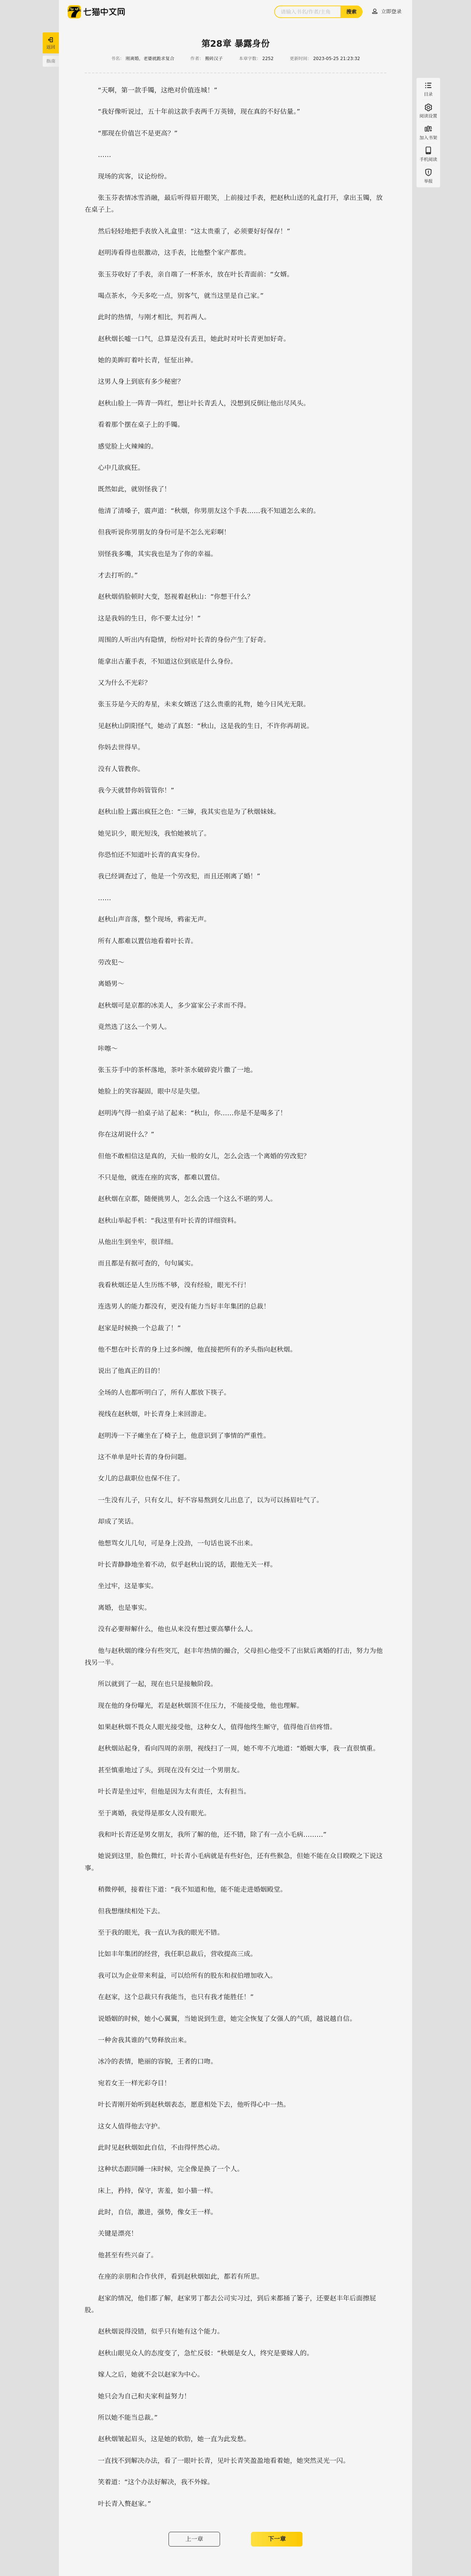 七猫中文网
请输入书名|作者|主角
搜索
立即登录
返回
夜间
目录
阅读设置
加入书架
手机阅读
举报
第28章 暴露身份
书名： 刚离婚，老婆就跪求复合 作者： 搬砖汉子 本章字数： 2252 更新时间： 2023-05-25 21:23:32
“天啊，第一款手镯，这绝对价值连城！”
“我好像听说过，五十年前这款手表两千万英镑，现在真的不好估量。”
“那现在价值岂不是更高？”
……
现场的宾客，议论纷纷。
张玉芬表情冰雪消融，最后听得眉开眼笑，上前接过手表，把赵秋山送的礼盒打开，拿出玉镯，放
在桌子上。
然后轻轻地把手表放入礼盒里：“这太贵重了，必须要好好保存！”
赵明涛看得也很激动，这手表，比他整个家产都贵。
张玉芬收好了手表，亲自端了一杯茶水，放在叶长青面前：“女婿。
喝点茶水，今天多吃一点，别客气，就当这里是自己家。”
此时的热情，与刚才相比，判若两人。
赵秋烟长嘘一口气，总算是没有丢丑，她此时对叶长青更加好奇。
她的美眸盯着叶长青，怔怔出神。
这男人身上到底有多少秘密？
赵秋山脸上一阵青一阵红，想让叶长青丢人，没想到反倒让他出尽风头。
看着那个摆在桌子上的手镯。
感觉脸上火辣辣的。
心中几欲疯狂。
既然如此，就别怪我了！
他清了清嗓子，震声道：“秋烟，你男朋友这个手表……我不知道怎么来的。
但我听说你男朋友的身份可是不怎么光彩啊！
别怪我多嘴，其实我也是为了你的幸福。
才去打听的。”
赵秋烟俏脸顿时大变，怒视着赵秋山：“你想干什么？
这是我妈的生日，你不要太过分！”
周围的人听出内有隐情，纷纷对叶长青的身份产生了好奇。
能拿出古董手表，不知道这位到底是什么身份。
又为什么不光彩？
张玉芬是今天的寿星，未来女婿送了这么贵重的礼物，她今日风光无限。
见赵秋山阴阳怪气，她动了真怒：“秋山，这是我的生日，不许你再胡说。
你妈去世得早。
没有人管教你。
我今天就替你妈管管你！”
赵秋山脸上露出疯狂之色：“三婶，我其实也是为了秋烟妹妹。
她见识少，眼光短浅，我怕她被坑了。
你恐怕还不知道叶长青的真实身份。
我已经调查过了，他是一个劳改犯，而且还刚离了婚！”
……
赵秋山声音落，整个现场，鸦雀无声。
所有人都难以置信地看着叶长青。
劳改犯～
离婚男～
赵秋烟可是京都的冰美人，多少富家公子求而不得。
竟然选了这么一个男人。
咔嚓～
张玉芬手中的茶杯落地，茶叶茶水破碎瓷片撒了一地。
她脸上的笑容凝固，眼中尽是失望。
赵明涛气得一拍桌子站了起来：“秋山，你……你是不是喝多了！
你在这胡说什么？”
但他不敢相信这是真的，天仙一般的女儿，怎么会选一个离婚的劳改犯？
不只是他，就连在座的宾客，都难以置信。
赵秋烟在京都，随便挑男人，怎么会选一个这么不堪的男人。
赵秋山举起手机：“我这里有叶长青的详细资料。
从他出生到坐牢，很详细。
而且都是有据可查的，句句属实。
我看秋烟还是人生历练不够，没有经验，眼光不行！
连选男人的能力都没有，更没有能力当好丰年集团的总裁！
赵家是时候换一个总裁了！”
他不想在叶长青的身上过多纠缠，他直接把所有的矛头指向赵秋烟。
说出了他真正的目的！
全场的人也都听明白了，所有人都放下筷子。
视线在赵秋烟，叶长青身上来回游走。
赵明涛一下子瘫坐在了椅子上，他意识到了事情的严重性。
这不单单是叶长青的身份问题。
女儿的总裁职位也保不住了。
一生没有儿子，只有女儿，好不容易熬到女儿出息了，以为可以扬眉吐气了。
却成了笑话。
他想骂女儿几句，可是身上没劲，一句话也说不出来。
叶长青静静地坐着不动，似乎赵秋山说的话，跟他无关一样。
坐过牢，这是事实。
离婚，也是事实。
没有必要辩解什么，他也从来没有想过要高攀什么人。
他与赵秋烟的缘分有些突兀，赵丰年热情的撮合，父母担心他受不了出狱后离婚的打击，努力为他
找另一半。
所以就到了一起，现在也只是接触阶段。
现在他的身份曝光，若是赵秋烟顶不住压力，不能接受他，他也理解。
如果赵秋烟不畏众人眼光接受他，这种女人，值得他终生厮守，值得他百倍疼惜。
赵秋烟站起身，看向四周的亲朋，视线扫了一周，她不卑不亢地道：“婚姻大事，我一直很慎重。
甚至慎重地过了头，到现在没有交过一个男朋友。
叶长青是坐过牢，但他是因为太有责任，太有担当。
至于离婚，我觉得是那女人没有眼光。
我和叶长青还是男女朋友，我所了解的他，还不错，除了有一点小毛病………”
她说到这里，脸色微红，叶长青小毛病就是有些好色，还有些猴急，但她不能在众目睽睽之下说这
事。
稍微停顿，接着往下道：“我不知道和他，能不能走进婚姻殿堂。
但我想继续相处下去。
至于我的眼光，我一直认为我的眼光不错。
比如丰年集团的经营，我任职总裁后，营收提高三成。
我可以为企业带来利益，可以给所有的股东和叔伯增加收入。
在赵家，这个总裁只有我能当，也只有我才能胜任！”
说婚姻的时候，她小心翼翼，当她说到生意，她完全恢复了女强人的气质，越说越自信。
一种舍我其谁的气势释放出来。
冰冷的表情，艳丽的容貌，王者的口吻。
宛若女王一样光彩夺目！
叶长青刚开始听到赵秋烟表态，愿意相处下去，他听得心中一热。
这女人值得他去守护。
此时见赵秋烟如此自信，不由得怦然心动。
这种状态跟同睡一床时候，完全像是换了一个人。
床上，矜持，保守，害羞，如小猫一样。
此时，自信，激进，强势，像女王一样。
关键是漂亮！
他甚至有些兴奋了。
在座的亲朋和合作伙伴，看到赵秋烟如此，都若有所思。
赵家的情况，他们都了解，赵家男丁都去公司实习过，到后来都捅了篓子，还要赵丰年后面擦屁
股。
赵秋烟说得没错，似乎只有她有这个能力。
赵秋山眼见众人的态度变了，急忙反驳：“秋烟是女人，终究是要嫁人的。
嫁人之后，她就不会以赵家为中心。
她只会为自己和夫家利益努力！
所以她不能当总裁。”
赵秋烟皱起眉头，这是她的软肋，她一直为此发愁。
一直找不到解决办法，看了一眼叶长青，见叶长青笑盈盈地看着她，她突然灵光一闪。
笑着道：“这个办法好解决，我不外嫁。
叶长青入赘赵家。”
上一章
下一章